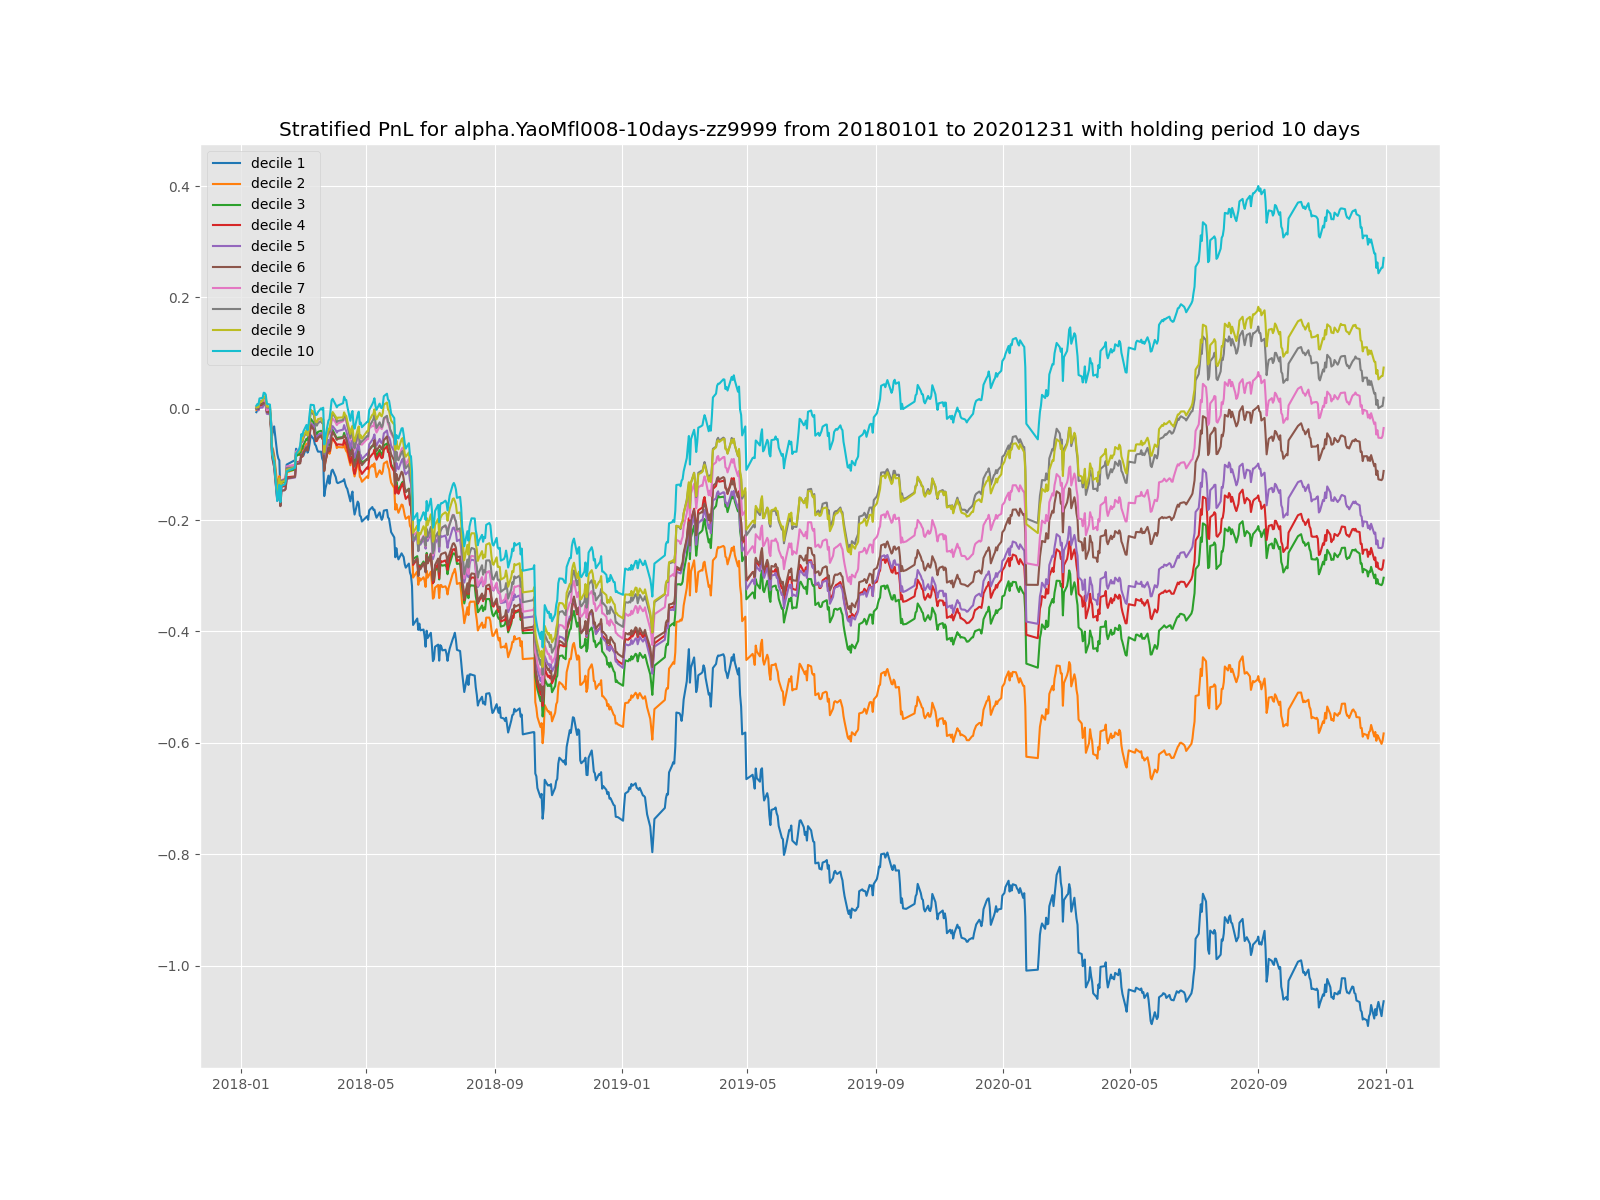 Stratified PnL for alpha.YaoMfl008-10days-zz9999 from 20180101 to 20201231 with holding period 10 days
decile 1
decile 2
decile 3
decile 4
decile 5
decile 6
decile 7
decile 8
decile 9
decile 10
0.4
0.2
0.0
−0.2
−0.4
−0.6
−0.8
−1.0
2018-01 2018-05 2018-09 2019-01 2019-05 2019-09 2020-01 2020-05 2020-09 2021-01